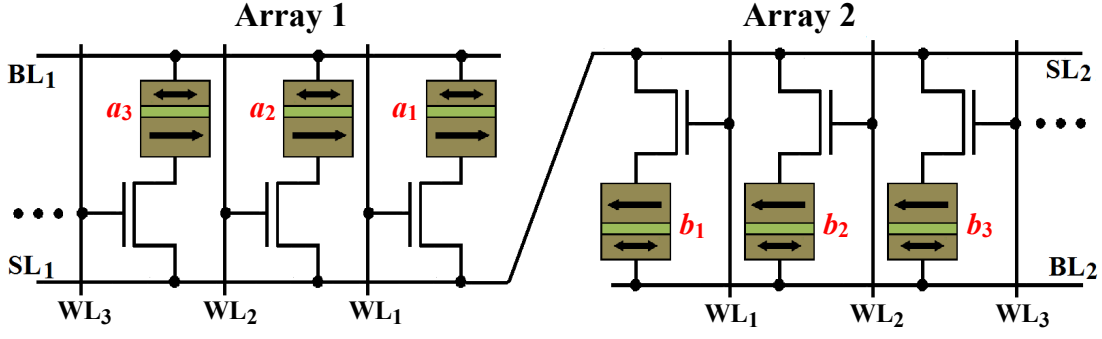 Array 1
Array 2
BL1
SL2
a3
a2
a1
b1
b2
b3
SL1
BL2
WL3
WL2
WL1
WL1
WL2
WL3